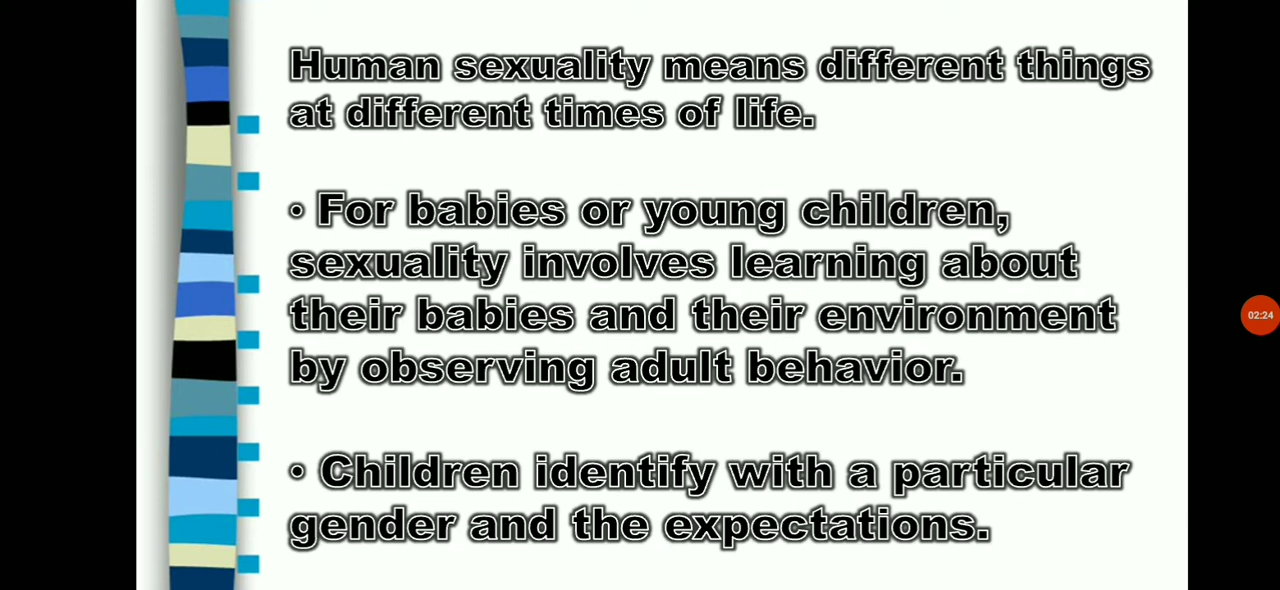 Human sexuality means different things
at different times of life.
• For babies or young children,
sexuality involves learning about
their babies and their environment
by observing adult behavior.
• Children identify with a particular
gender and the expectations.
02:24